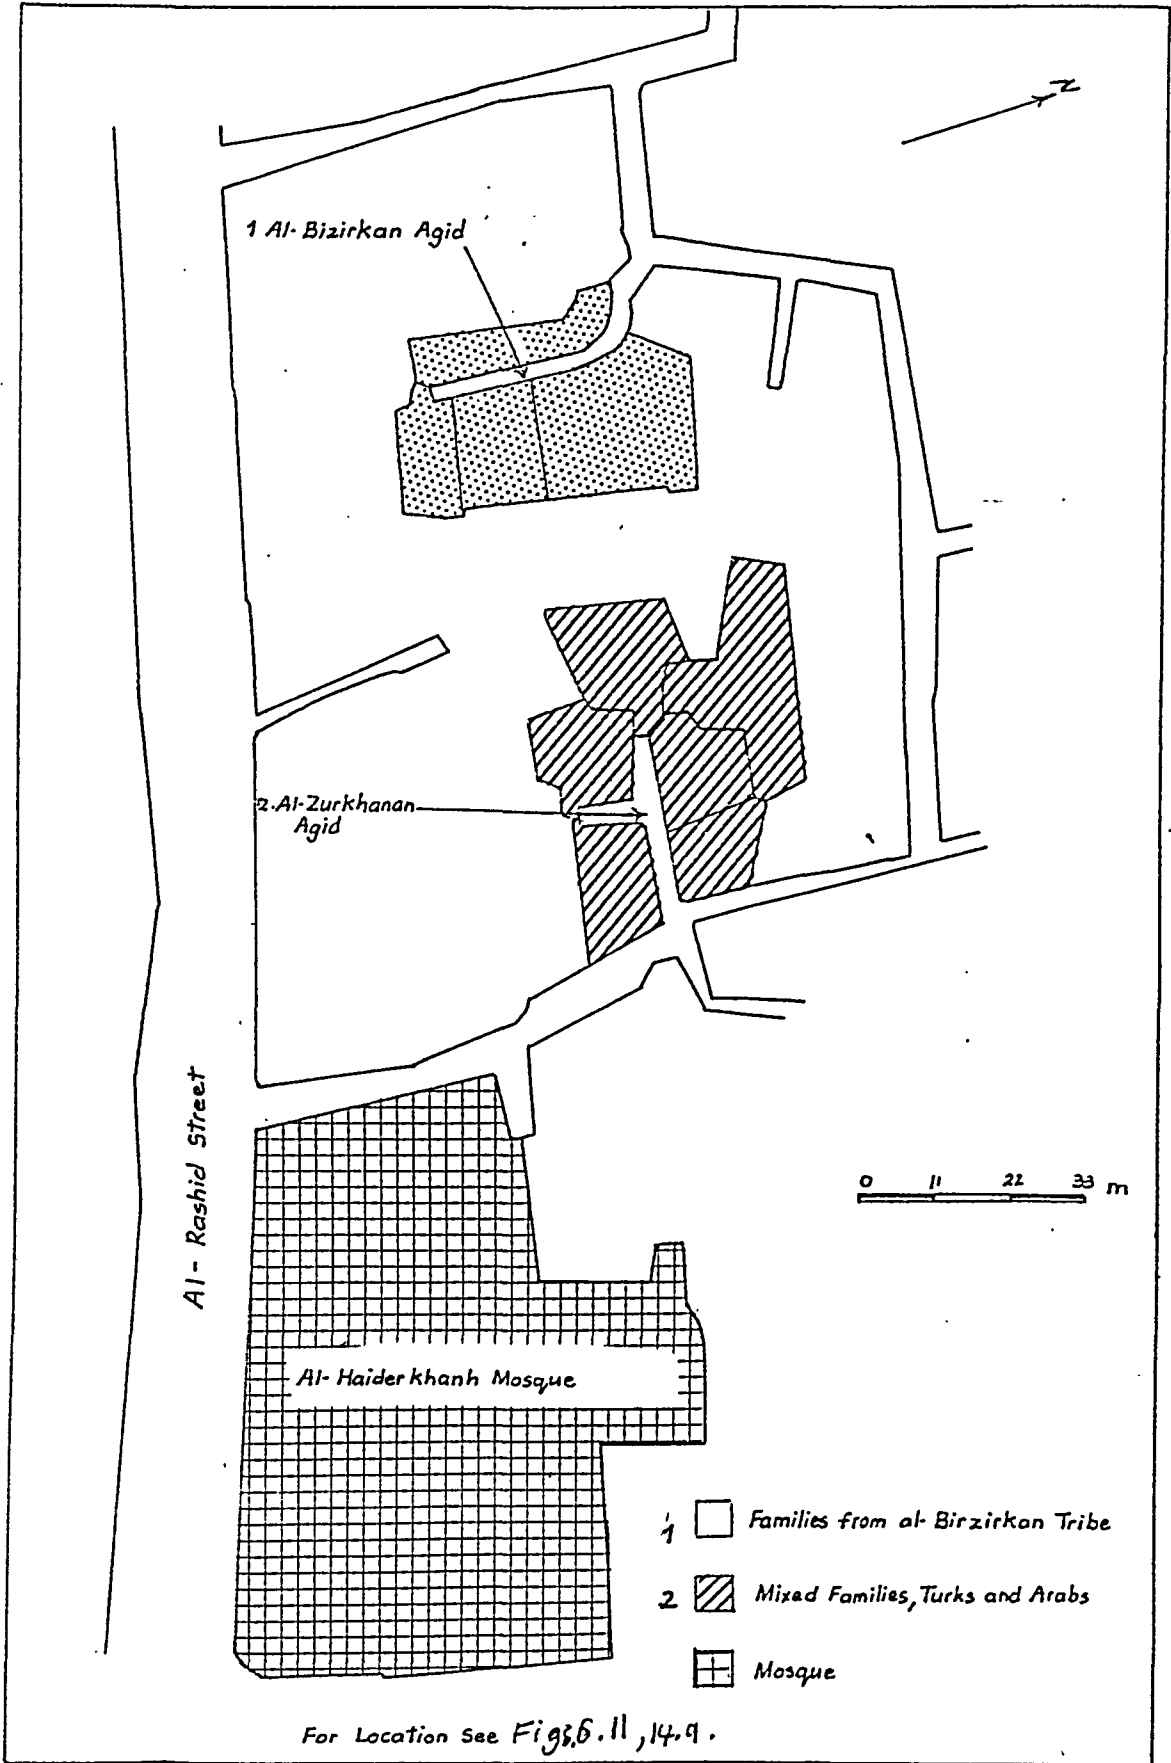 N
1 Al-Bizirkan Agid
2. Al-Zurkhanan
Agid
Al-Rashid Street
0 11 22 33 m
Al-Haiderkhanh Mosque
1 Families from al-Birzirkan Tribe
2 Mixed Families, Turks and Arabs
Mosque
For Location See Figs,6.11,14.9.